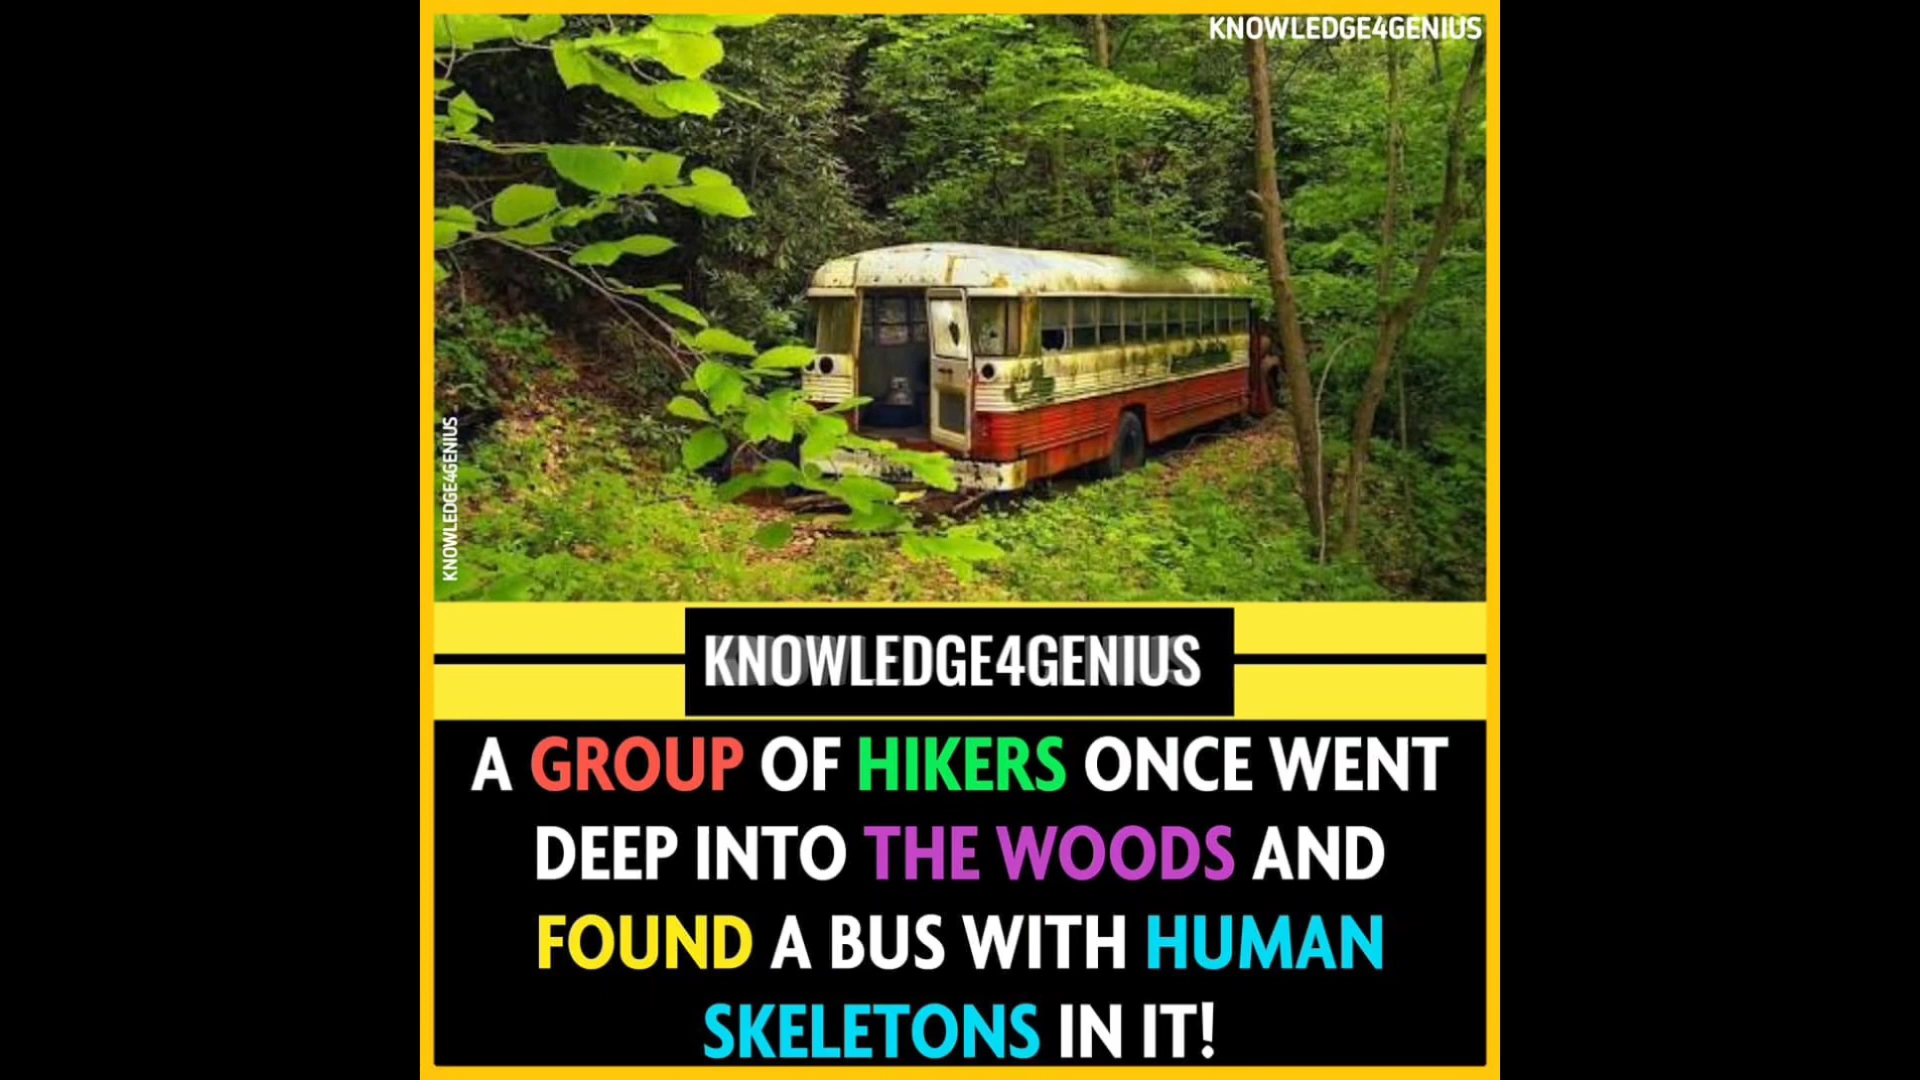 KNOWLEDGE4GENIUS
KNOWLEDGE4GENIUS
KNOWLEDGE4GENIUS
A GROUP OF HIKERS ONCE WENT
DEEP INTO THE WOODS AND
FOUND A BUS WITH HUMAN
SKELETONS IN IT!